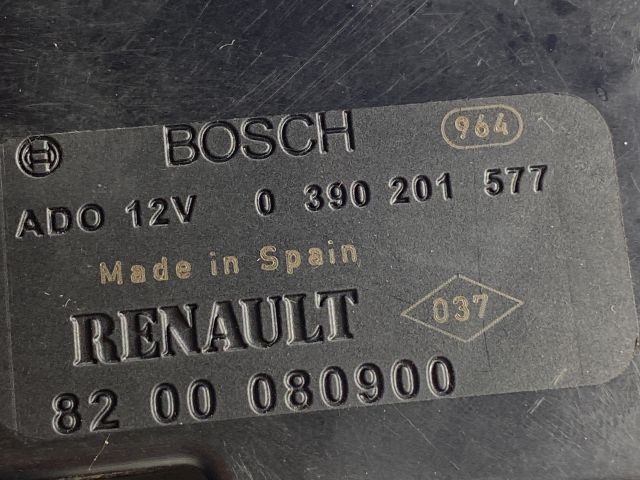 BOSCH 964
ADO 12V 0 390 201 577
Made in Spain
RENAULT 037
82 00 080900